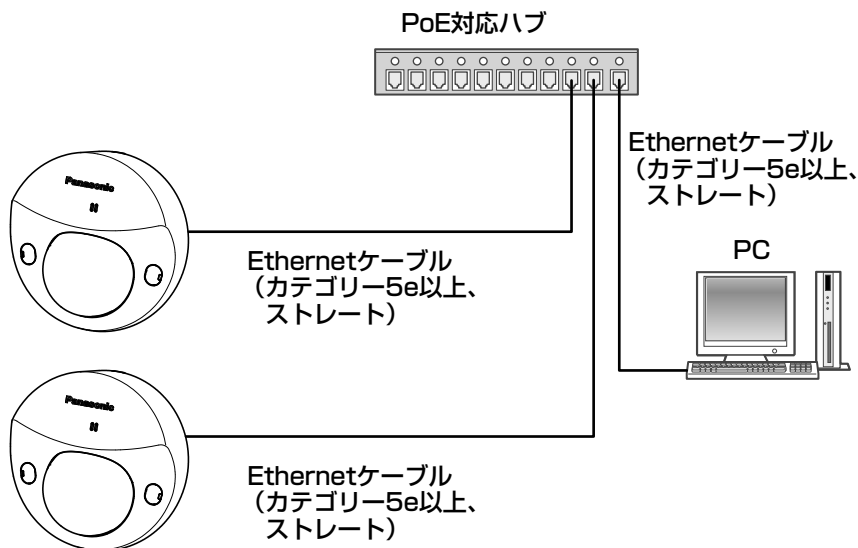 PoE対応ハブ
Ethernetケーブル
（カテゴリー5e以上、
ストレート）
PC
Panasonic
Ethernetケーブル
（カテゴリー5e以上、
ストレート）
Panasonic
Ethernetケーブル
（カテゴリー5e以上、
ストレート）